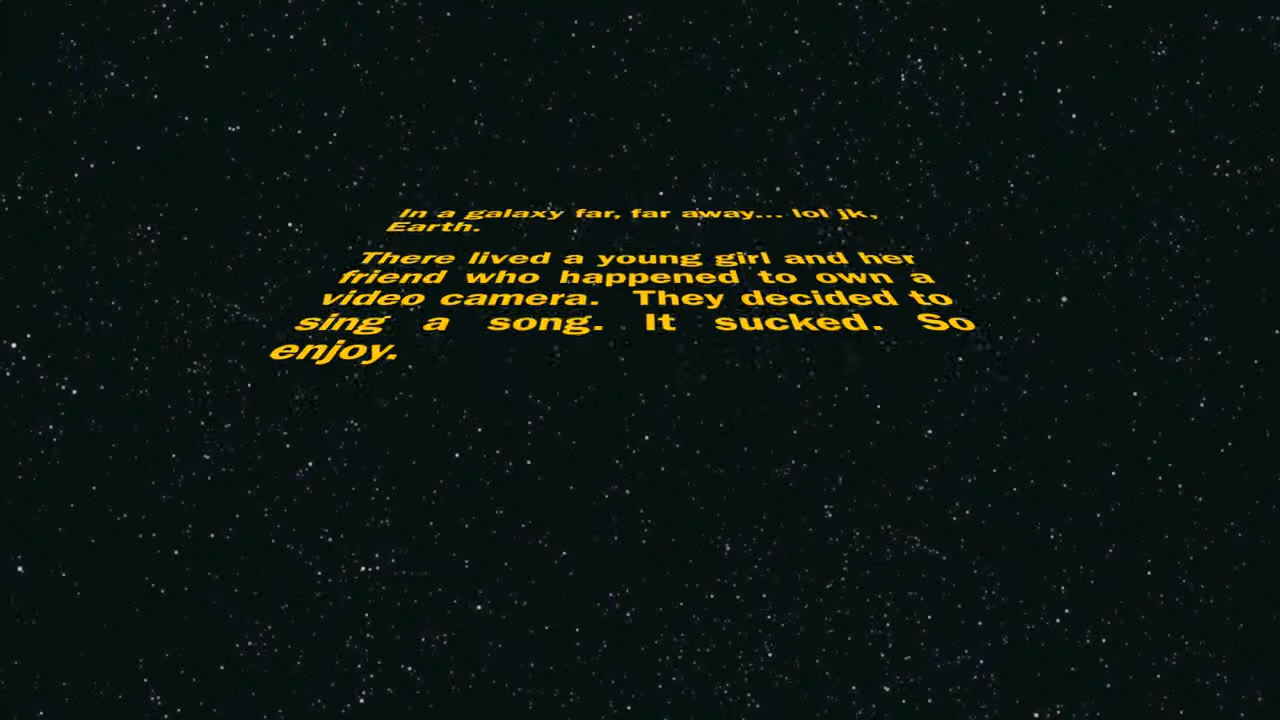 In a galaxy far, far away... lol jk,
Earth.
There lived a young girl and her
friend who happened to own a
video camera. They decided to
sing a song. It sucked. So
enjoy.